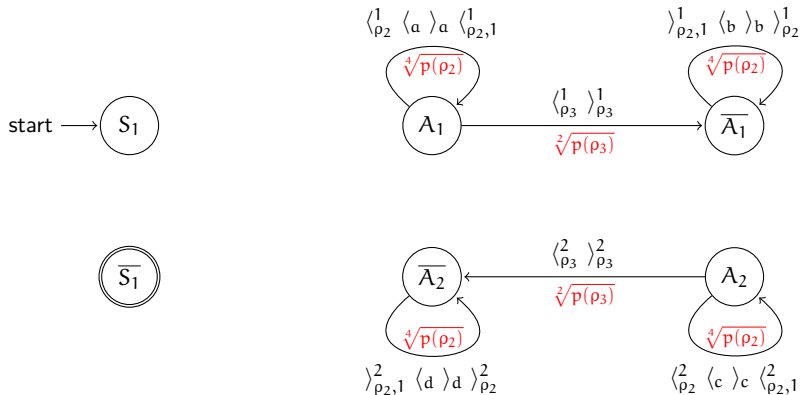 ⟨¹ρ₂ ⟨a ⟩a ⟨¹ρ₂,₁
⁴√p(ρ₂)
⟩¹ρ₂,₁ ⟨b ⟩b ⟩¹ρ₂
⁴√p(ρ₂)
start
S₁
A₁
⟨¹ρ₃ ⟩¹ρ₃
²√p(ρ₃)
A̅₁̅
S̅₁̅
A̅₂̅
⟨²ρ₃ ⟩²ρ₃
²√p(ρ₃)
A₂
⁴√p(ρ₂)
⟩²ρ₂,₁ ⟨d ⟩d ⟩²ρ₂
⁴√p(ρ₂)
⟨²ρ₂ ⟨c ⟩c ⟨²ρ₂,₁